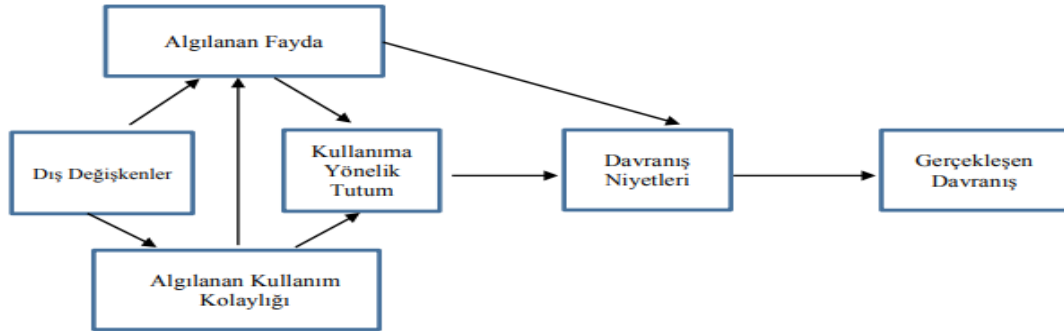 Algılanan Fayda
Dış Değişkenler
Kullanıma
Yönelik
Tutum
Davranış
Niyetleri
Gerçekleşen
Davranış
Algılanan Kullanım
Kolaylığı